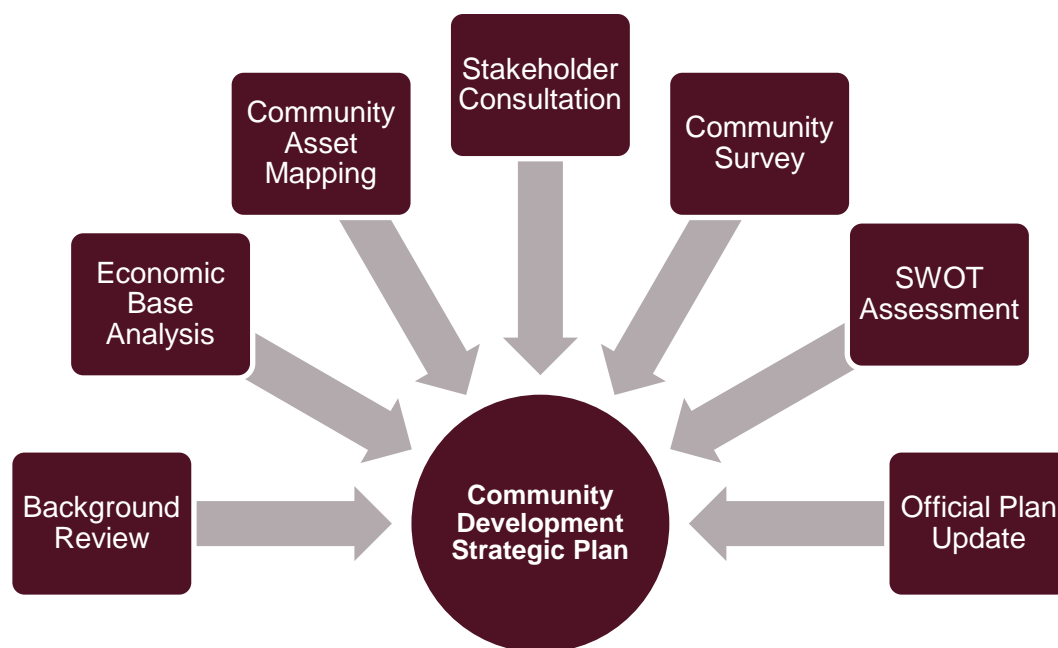 Stakeholder
Consultation
Community
Asset
Mapping
Community
Survey
Economic
Base
Analysis
SWOT
Assessment
Background
Review
Community
Development
Strategic Plan
Official Plan
Update